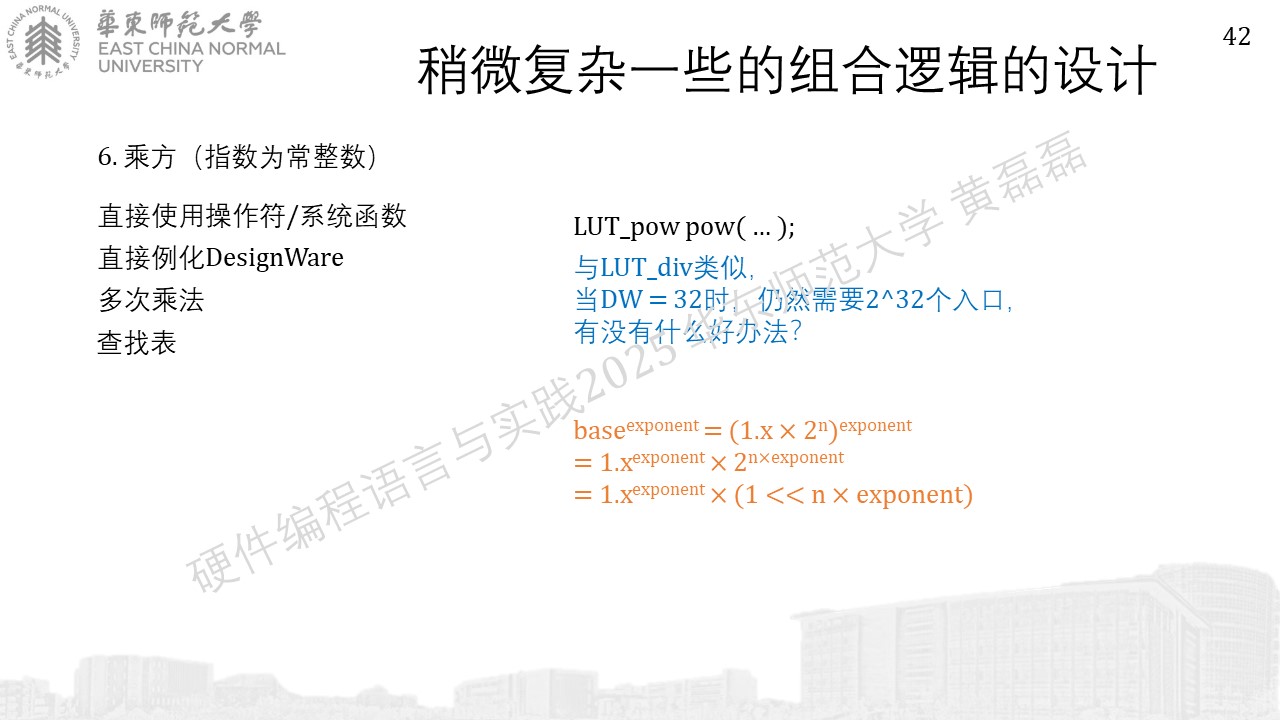 華東師範大學
EAST CHINA NORMAL
UNIVERSITY
EAST CHINA NORMAL UNIVERSITY
華東師範大學
42
稍微复杂一些的组合逻辑的设计
6. 乘方（指数为常整数）
直接使用操作符/系统函数
直接例化DesignWare
多次乘法
查找表
LUT_pow pow( … );
与LUT_div类似，
当DW = 32时，仍然需要2^32个入口，
有没有什么好办法？
base^exponent = (1.x × 2^n)^exponent
= 1.x^exponent × 2^n×exponent
= 1.x^exponent × (1 << n × exponent)
硬件编程语言与实践2025 华东师范大学 黄磊磊